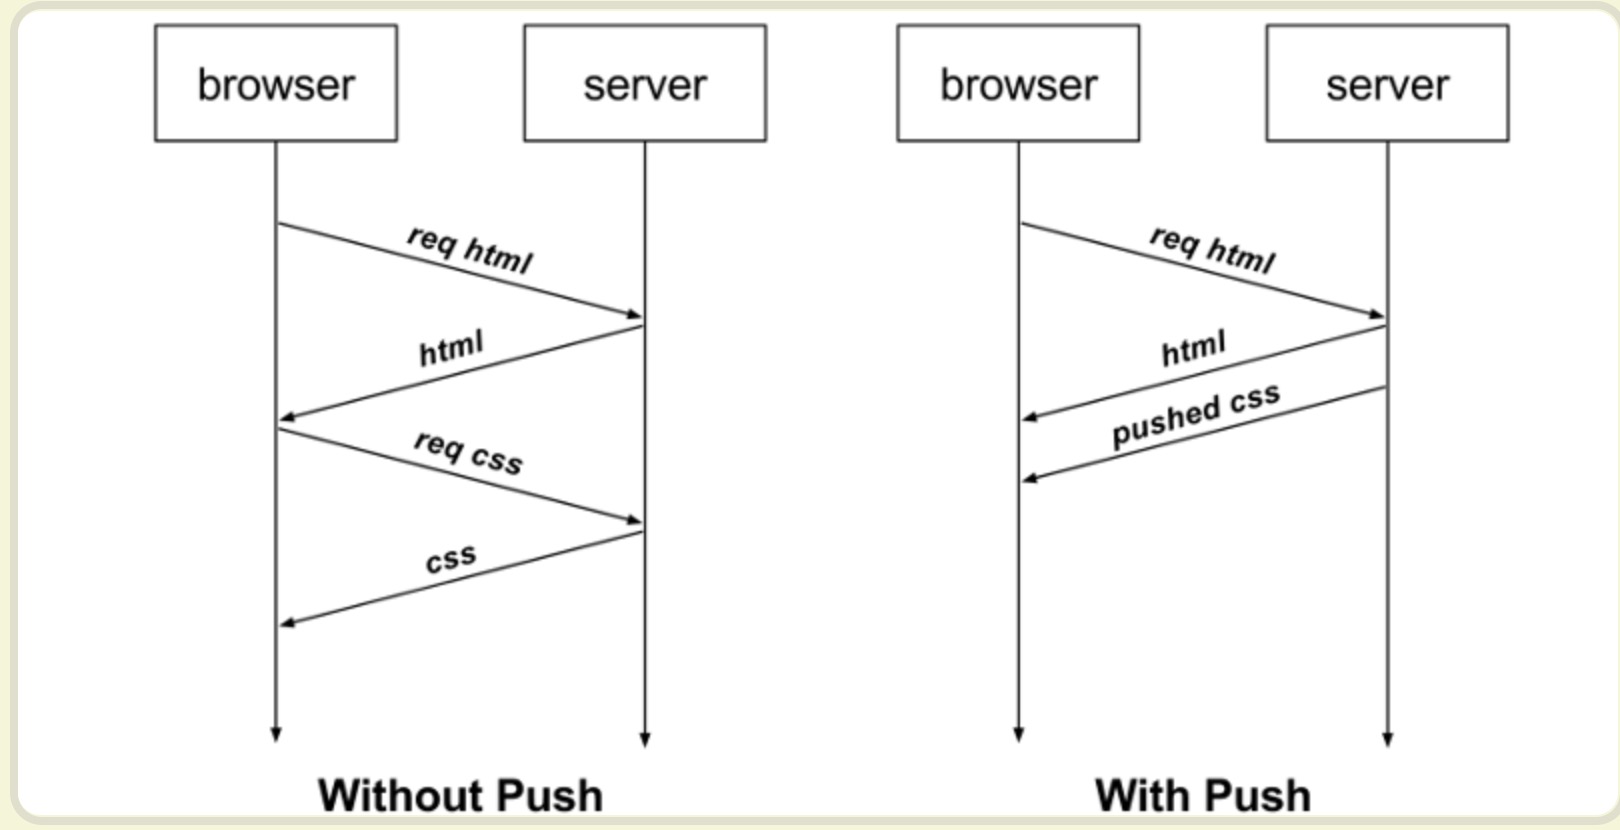 browser
server
req html
html
req css
css
Without Push
browser
server
req html
html
pushed css
With Push